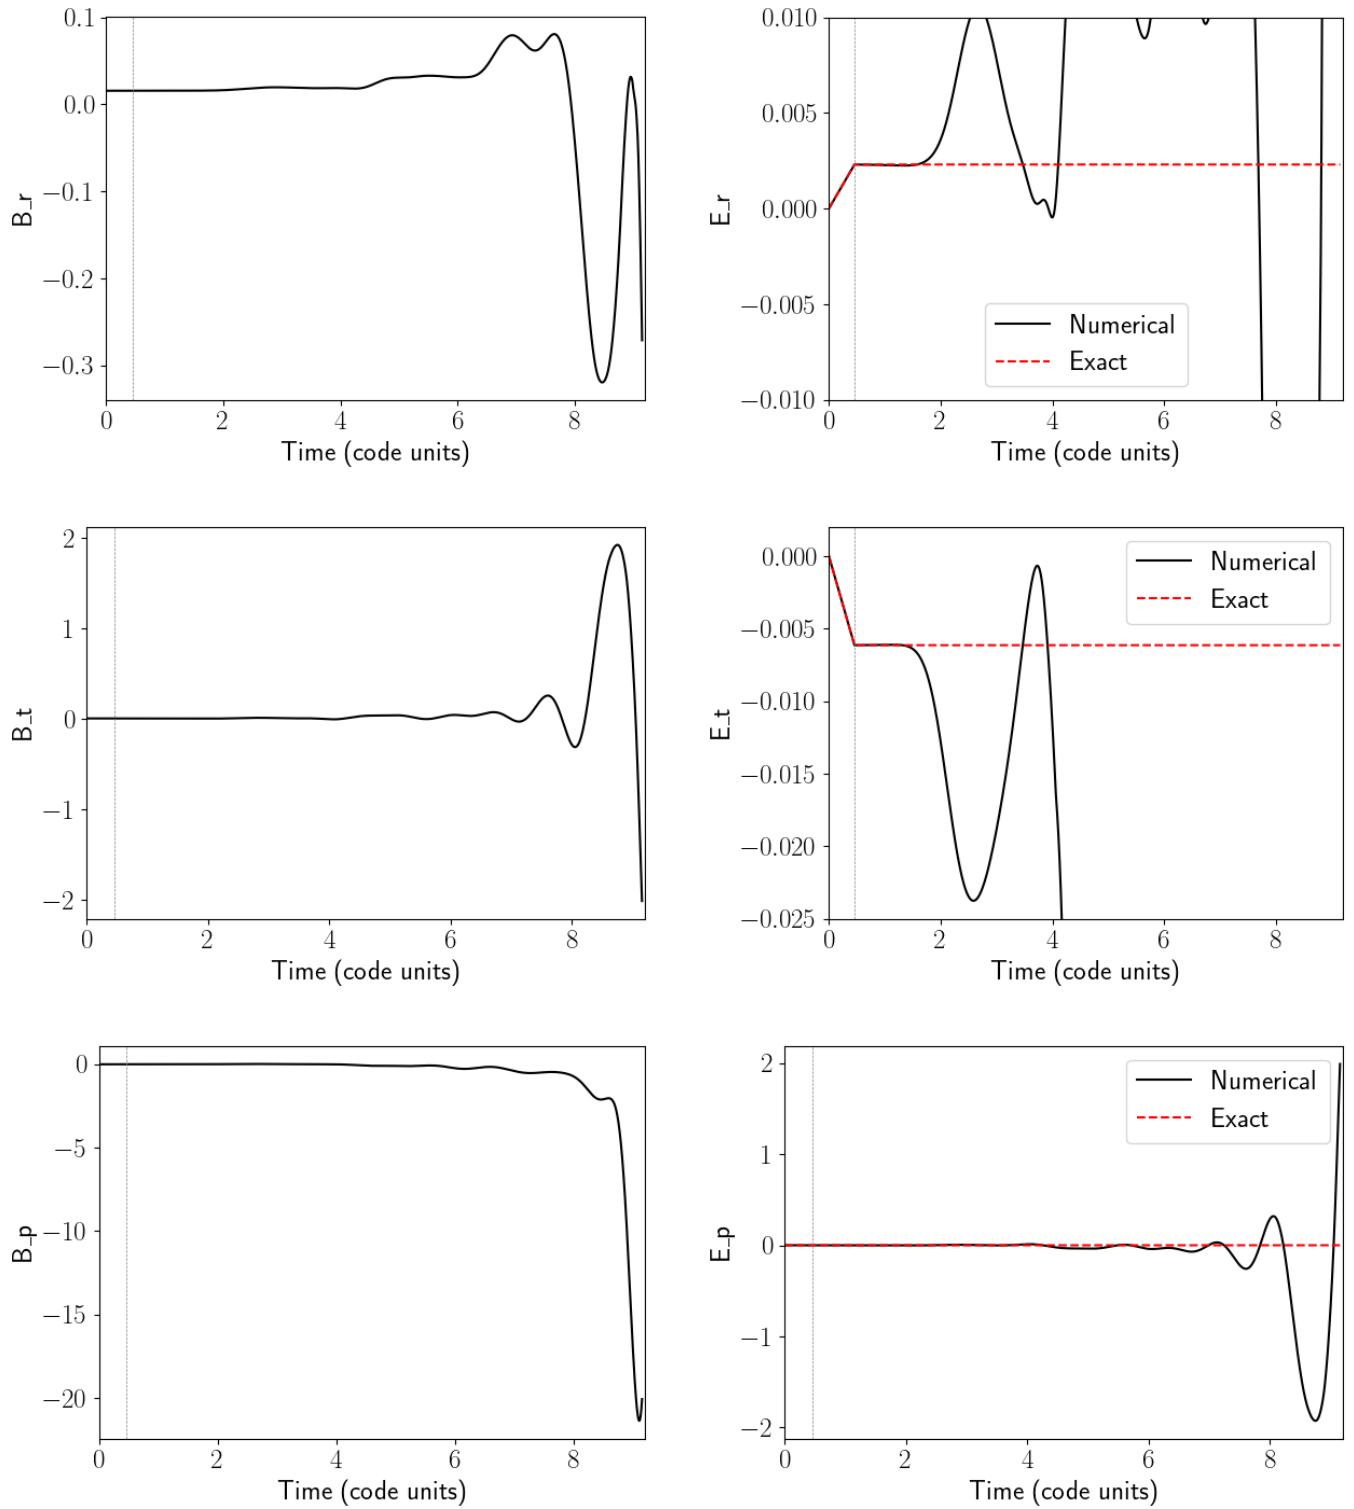 0.1
0.0
−0.1
−0.2
−0.3
B_r
0 2 4 6 8
Time (code units)
0.010
0.005
0.000
−0.005
−0.010
E_r
Numerical
Exact
0 2 4 6 8
Time (code units)
2
1
0
−1
−2
B_t
0 2 4 6 8
Time (code units)
0.000
−0.005
−0.010
−0.015
−0.020
−0.025
E_t
Numerical
Exact
0 2 4 6 8
Time (code units)
0
−5
−10
−15
−20
B_p
0 2 4 6 8
Time (code units)
2
1
0
−1
−2
E_p
Numerical
Exact
0 2 4 6 8
Time (code units)